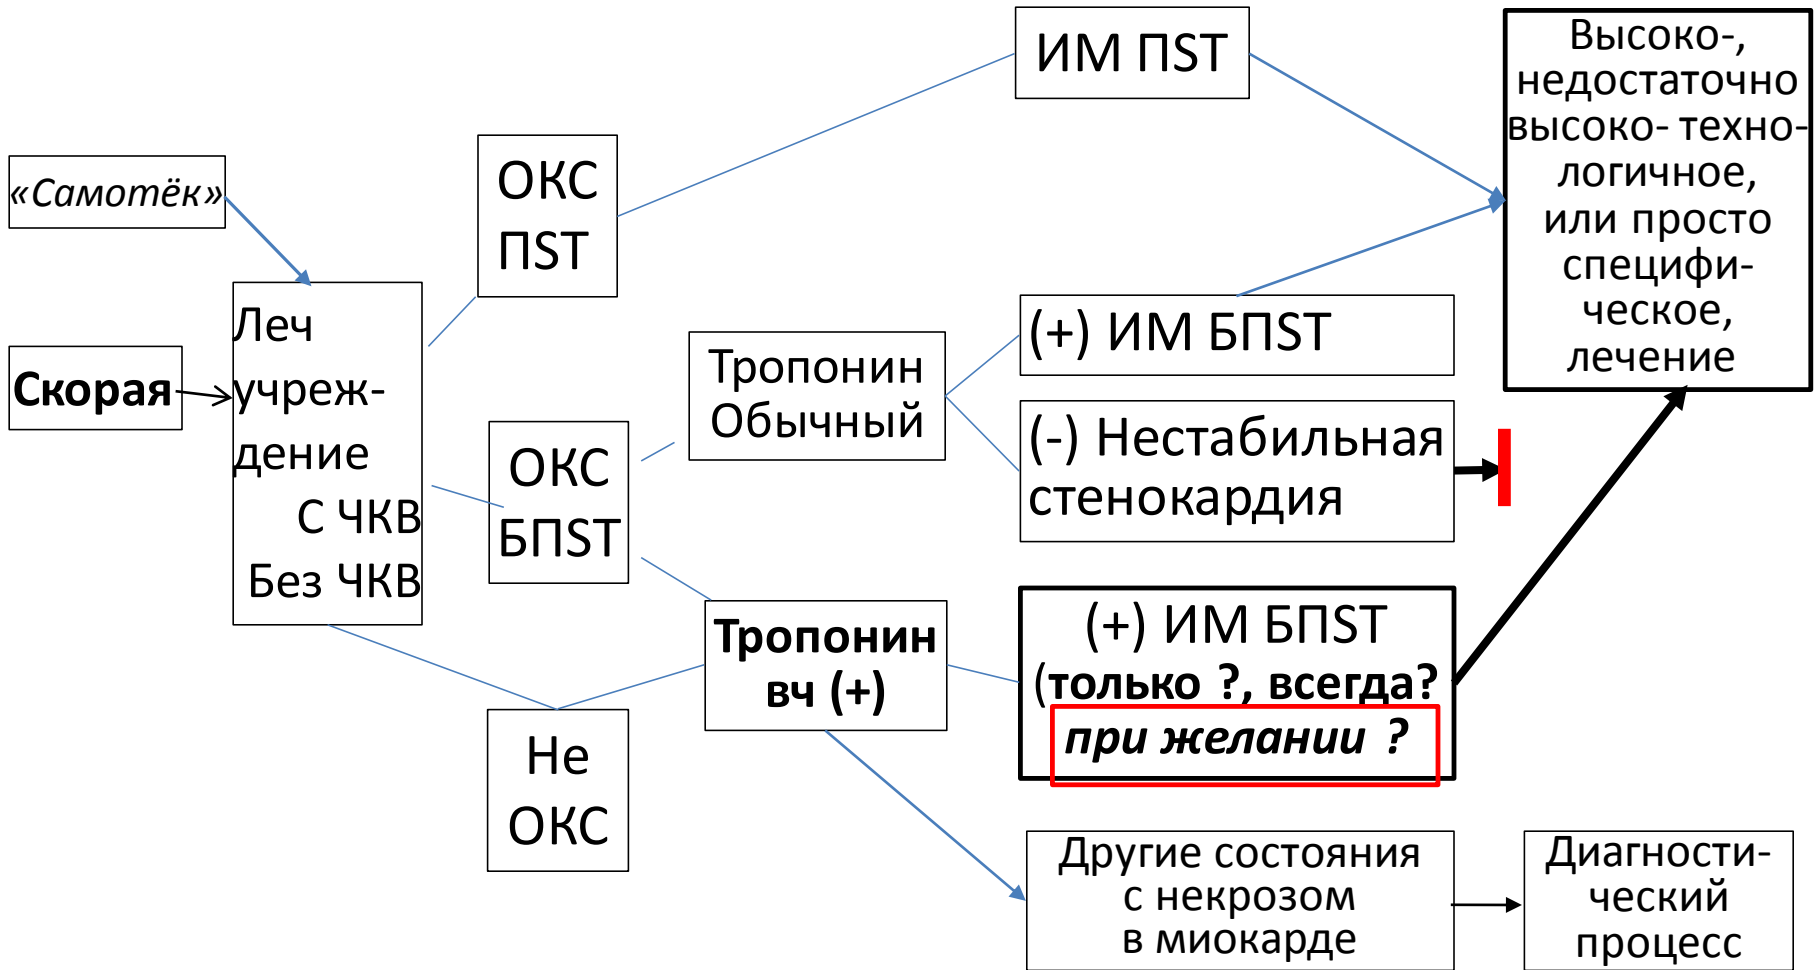 «Самотёк»
Скорая
Леч
учреж-
дение
С ЧКВ
Без ЧКВ
ОКС
ПST
ОКС
БПST
Не
ОКС
Тропонин
Обычный
Тропонин
вч (+)
ИМ ПST
(+) ИМ БПST
(-) Нестабильная
стенокардия
(+) ИМ БПST
(только ?, всегда?
при желании ?
Другие состояния
с некрозом
в миокарде
Высоко-,
недостаточно
высоко- техно-
логичное,
или просто
специфи-
ческое,
лечение
Диагности-
ческий
процесс